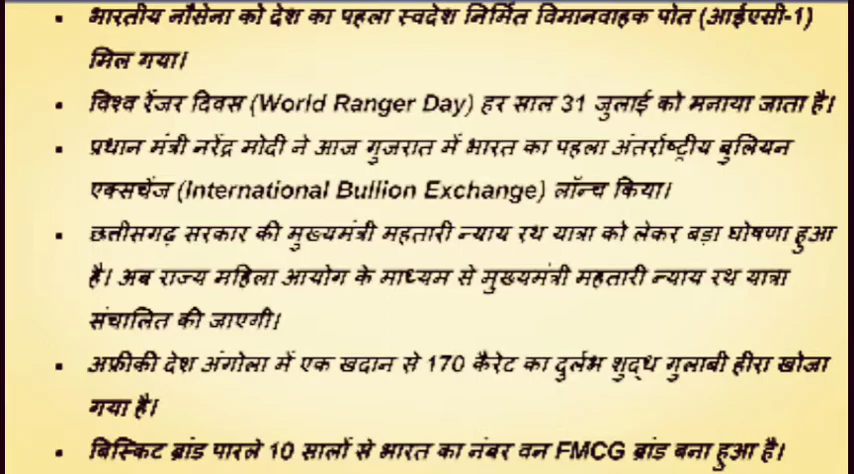 • भारतीय नौसेना को देश का पहला स्वदेश निर्मित विमानवाहक पोत (आईएसी-1)
मिल गया।
• विश्व रेंजर दिवस (World Ranger Day) हर साल 31 जुलाई को मनाया जाता है।
• प्रधान मंत्री नरेंद्र मोदी ने आज गुजरात में भारत का पहला अंतर्राष्ट्रीय बुलियन
एक्सचेंज (International Bullion Exchange) लॉन्च किया।
• छत्तीसगढ़ सरकार की मुख्यमंत्री महतारी न्याय रथ यात्रा को लेकर बड़ा घोषणा हुआ
है। अब राज्य महिला आयोग के माध्यम से मुख्यमंत्री महतारी न्याय रथ यात्रा
संचालित की जाएगी।
• अफ्रीकी देश अंगोला में एक खदान से 170 कैरेट का दुर्लभ शुद्ध गुलाबी हीरा खोजा
गया है।
• बिस्किट ब्रांड पारले 10 सालों से भारत का नंबर वन FMCG ब्रांड बना हुआ है।